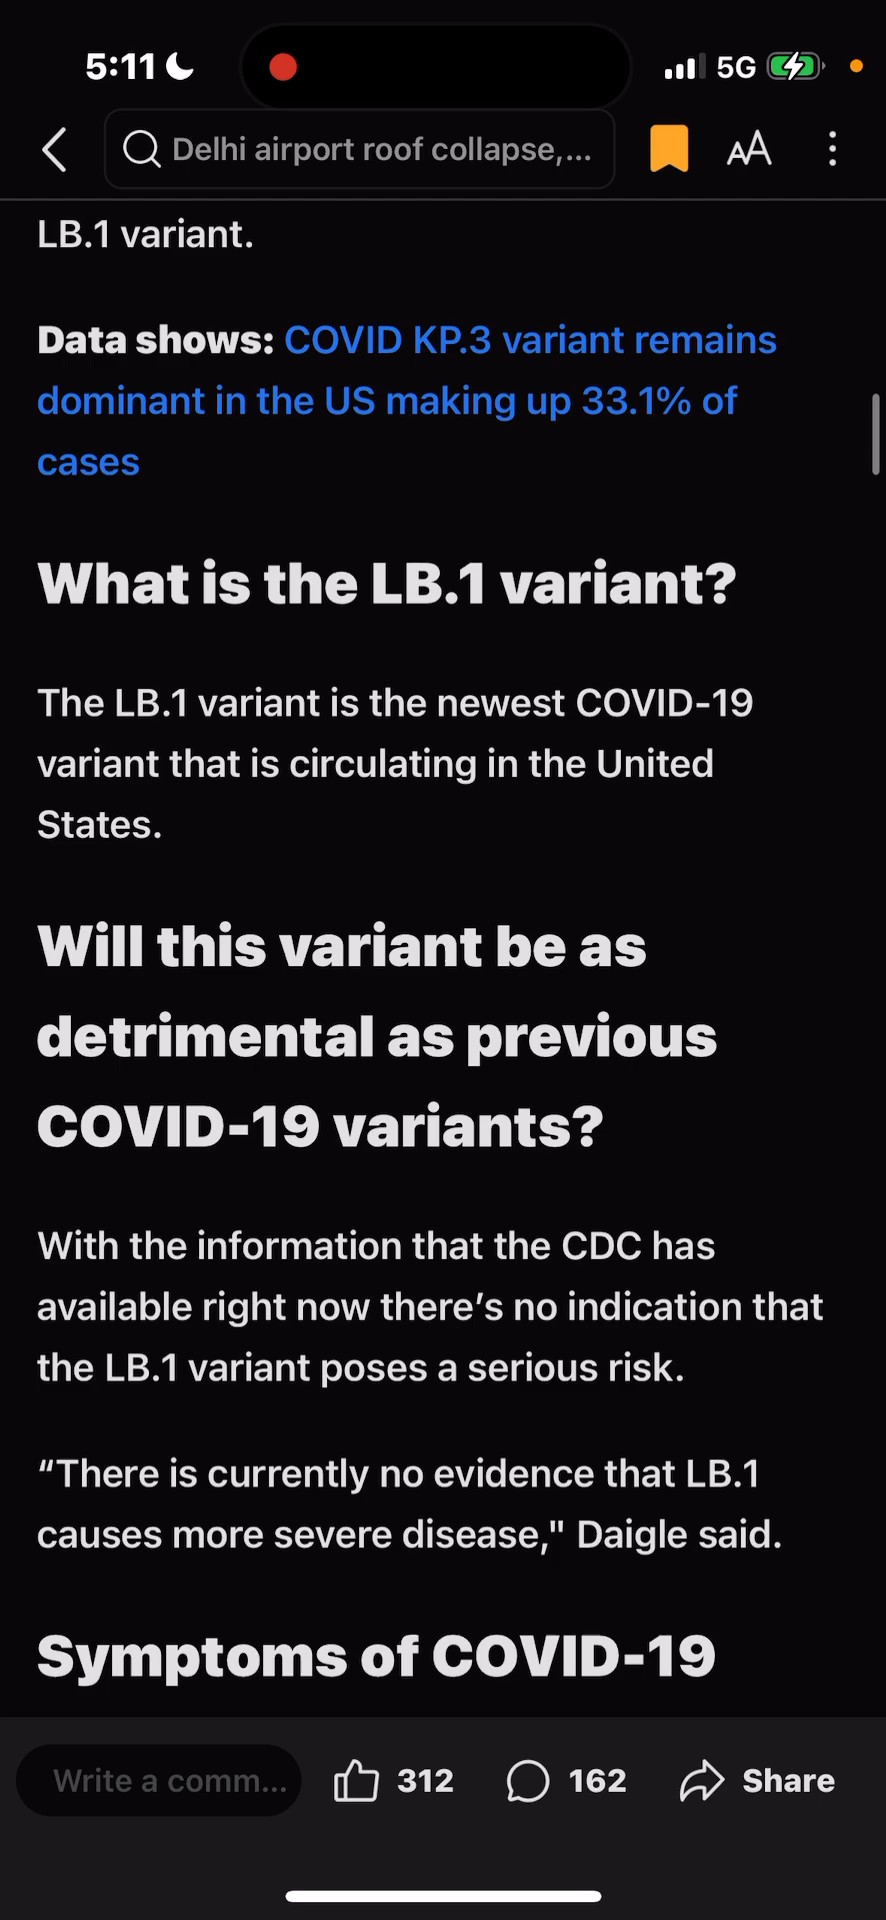 5:11
5G
Delhi airport roof collapse,...
AA
LB.1 variant.
Data shows: COVID KP.3 variant remains
dominant in the US making up 33.1% of
cases
What is the LB.1 variant?
The LB.1 variant is the newest COVID-19
variant that is circulating in the United
States.
Will this variant be as
detrimental as previous
COVID-19 variants?
With the information that the CDC has
available right now there’s no indication that
the LB.1 variant poses a serious risk.
“There is currently no evidence that LB.1
causes more severe disease," Daigle said.
Symptoms of COVID-19
Write a comm... 312 162 Share